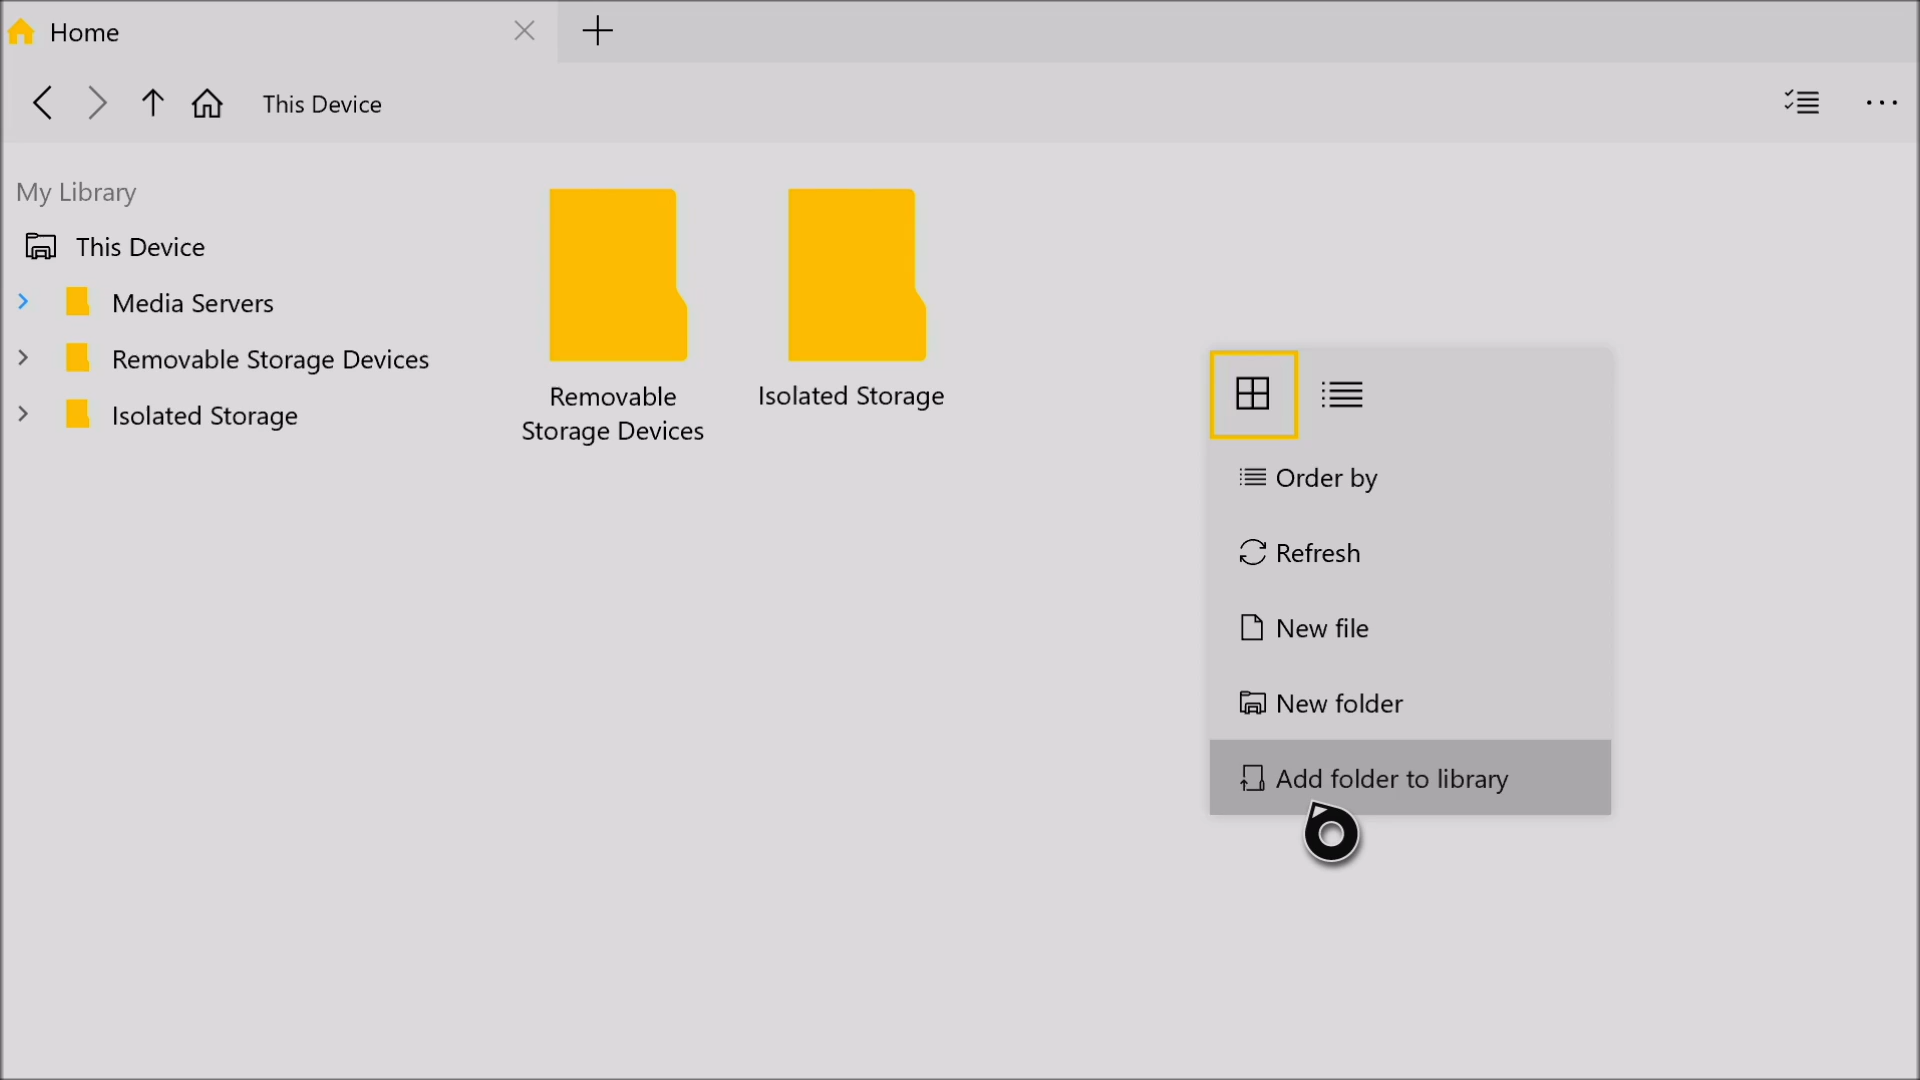 Home
This Device
My Library
This Device
Media Servers
Removable Storage Devices
Isolated Storage
Removable
Storage Devices
Isolated Storage
Order by
Refresh
New file
New folder
Add folder to library